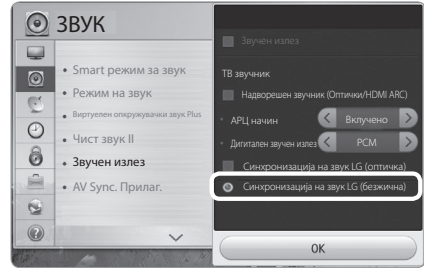 ЗВУК
• Smart режим за звук
• Режим на звук
• Виртуелен опкружувачки звук Plus
• Чист звук II
• Звучен излез
• AV Sync. Прилаг.
Звучен излез
ТВ звучник
Надворешен звучник (Оптички/HDMI ARC)
• АРЦ начин < Вклучено >
• Дигитален звучен излез < PCM >
Синхронизација на звук LG (оптичка)
Синхронизација на звук LG (безжична)
ОК